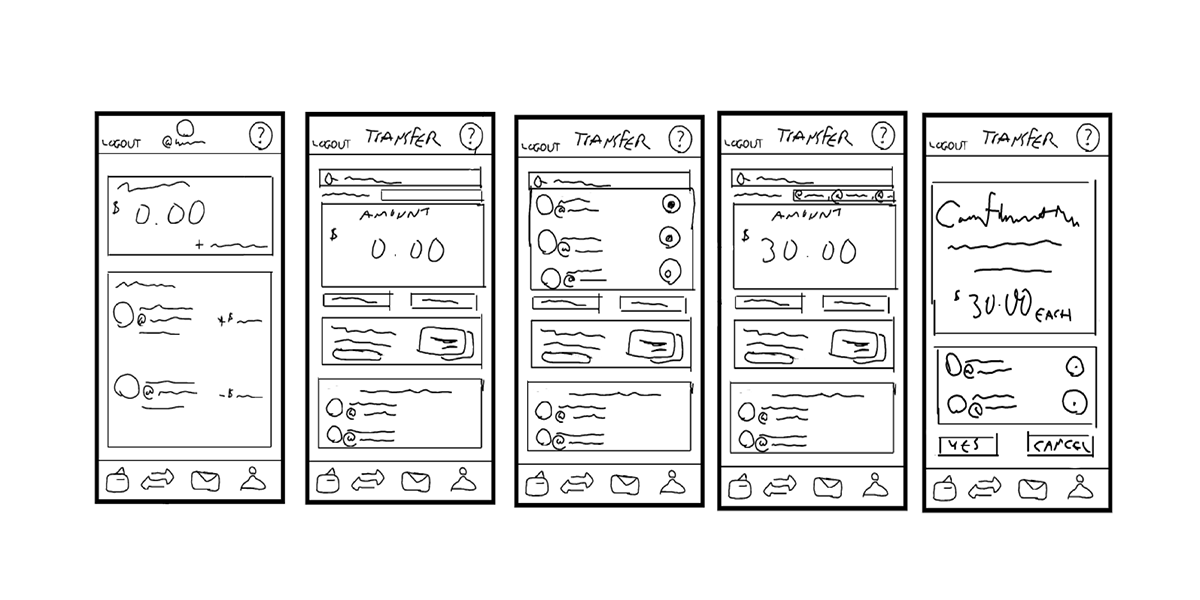 LOGOUT @ ?
$ 0.00
+
@ + $
@ - $
LOGOUT TRANSFER ?
AMOUNT
$ 0.00
@
@
LOGOUT TRANSFER ?
@
@
@
@
@
LOGOUT TRANSFER ?
@ , @ , @
AMOUNT
$ 30.00
@
@
LOGOUT TRANSFER ?
Confirmation
$ 30.00 EACH
@
@
YES CANCEL